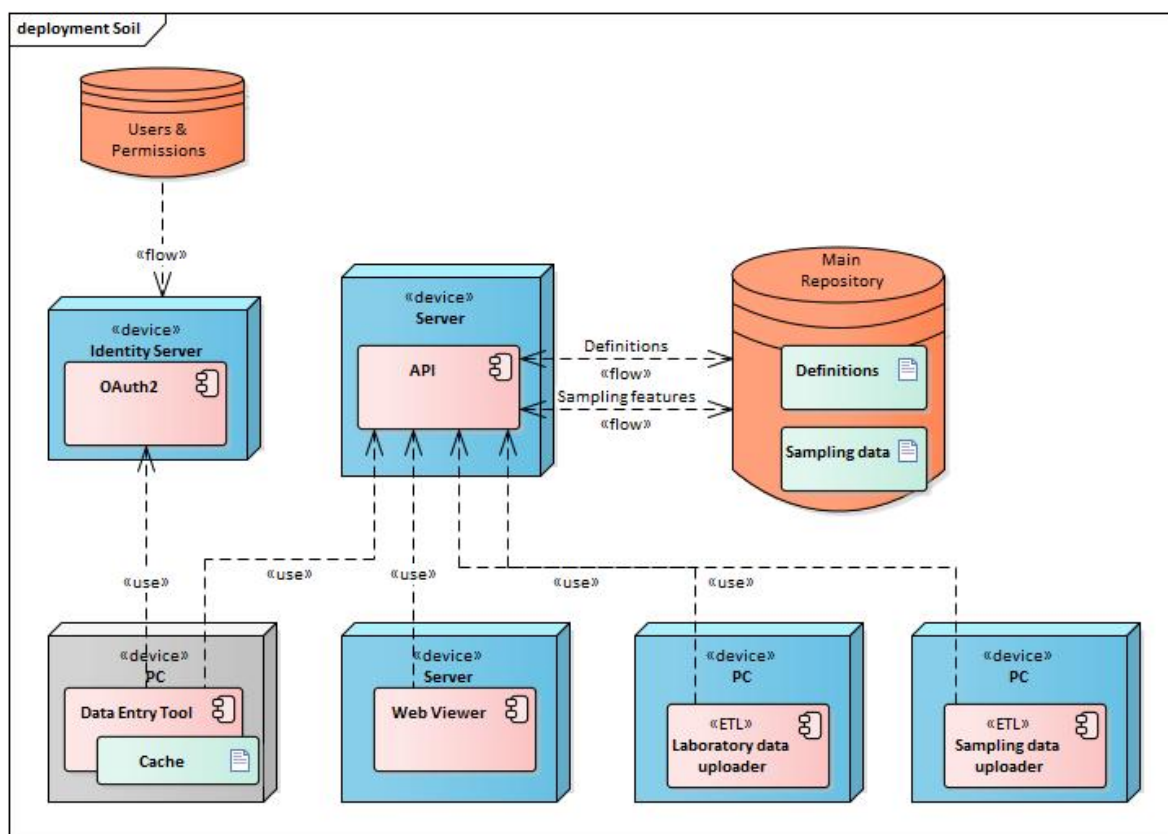 deployment Soil
Users &
Permissions
«flow»
«device»
Identity Server
OAuth2
«device»
Server
API
Definitions
«flow»
Sampling features
«flow»
Main
Repository
Definitions
Sampling data
«use»
«use»
«use»
«use»
«use»
«device»
PC
Data Entry Tool
Cache
«device»
Server
Web Viewer
«device»
PC
«ETL»
Laboratory data
uploader
«device»
PC
«ETL»
Sampling data
uploader